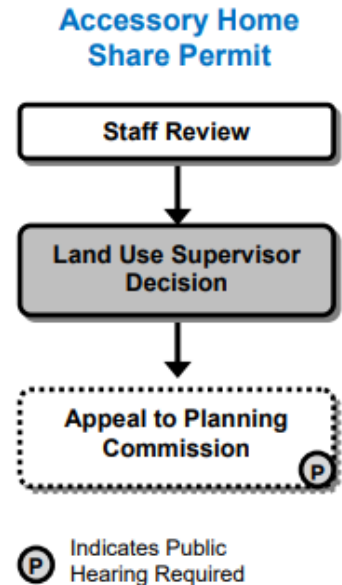 Accessory Home
Share Permit
Staff Review
Land Use Supervisor
Decision
Appeal to Planning
Commission
P
P
Indicates Public
Hearing Required